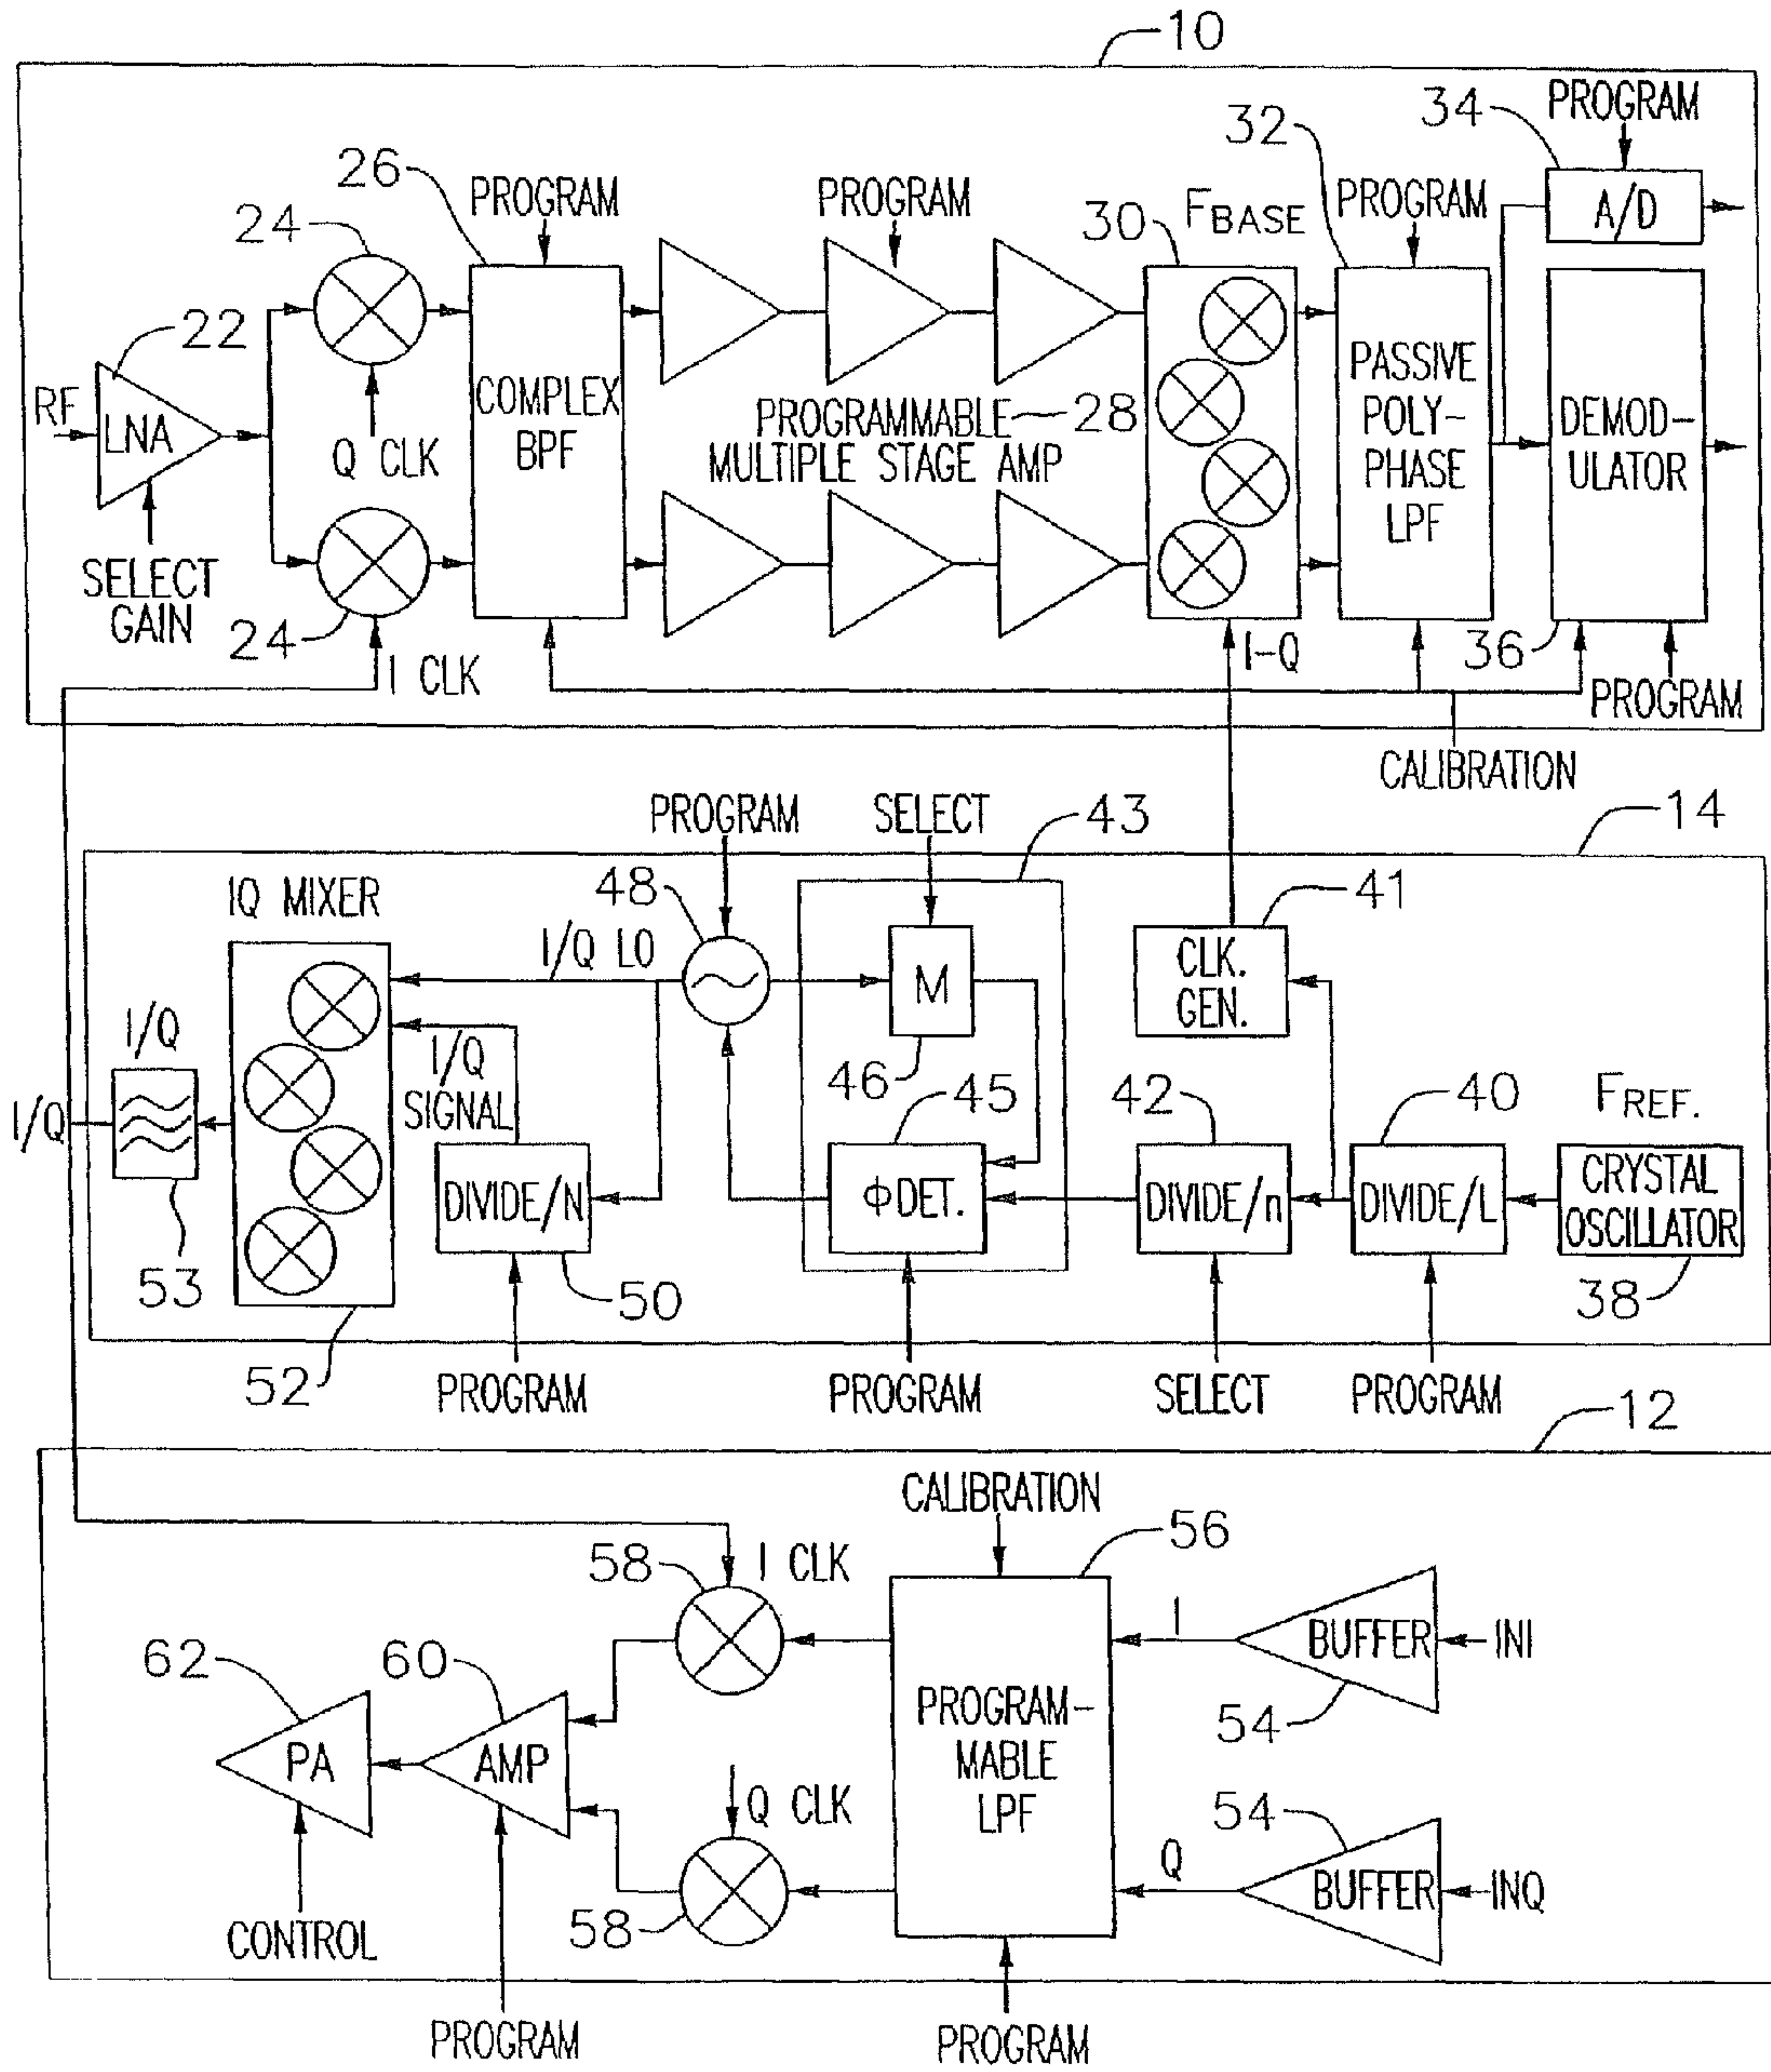 10
34
PROGRAM
26
PROGRAM
PROGRAM
32
PROGRAM
A/D
24
30
FBASE
22
RF
LNA
Q CLK
COMPLEX
BPF
PROGRAMMABLE
MULTIPLE STAGE AMP
28
PASSIVE
POLY-
PHASE
LPF
DEMOD-
ULATOR
SELECT
GAIN
24
I CLK
I-Q
36
PROGRAM
CALIBRATION
PROGRAM
SELECT
43
14
IQ MIXER
48
41
I/Q LO
M
CLK.
GEN.
I/Q
I/Q
I/Q
SIGNAL
46
45
42
40
FREF.
DIVIDE/N
ΦDET.
DIVIDE/n
DIVIDE/L
CRYSTAL
OSCILLATOR
53
50
38
52
PROGRAM
PROGRAM
SELECT
PROGRAM
12
CALIBRATION
56
58
I CLK
I
BUFFER
INI
62
60
54
PA
AMP
PROGRAM-
MABLE
LPF
Q CLK
54
Q
BUFFER
INQ
58
CONTROL
PROGRAM
PROGRAM